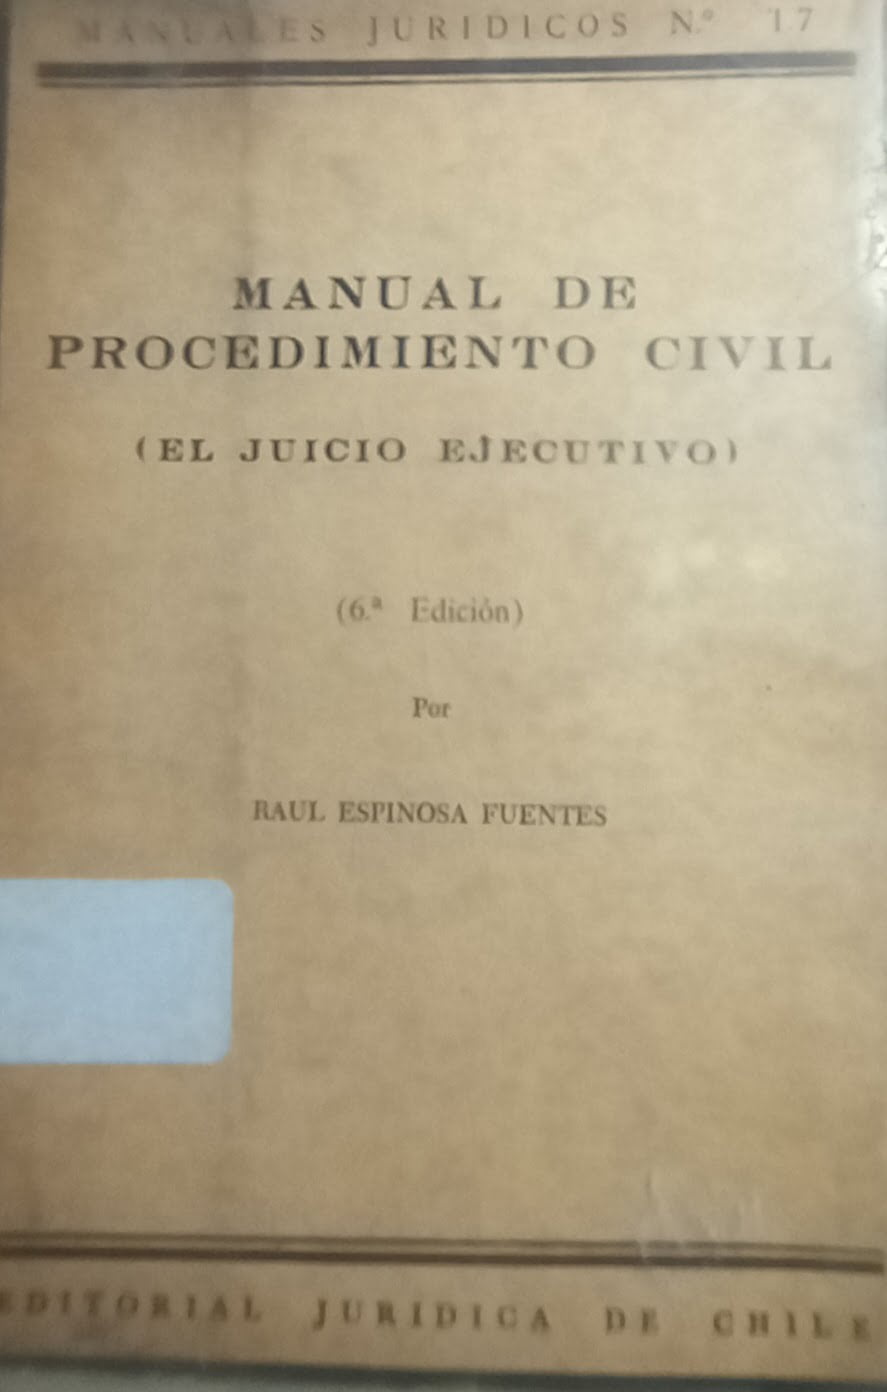 MANUALES JURIDICOS N.º 17
MANUAL DE
PROCEDIMIENTO CIVIL
(EL JUICIO EJECUTIVO)
(6.ª Edición)
Por
RAUL ESPINOSA FUENTES
EDITORIAL JURIDICA DE CHILE